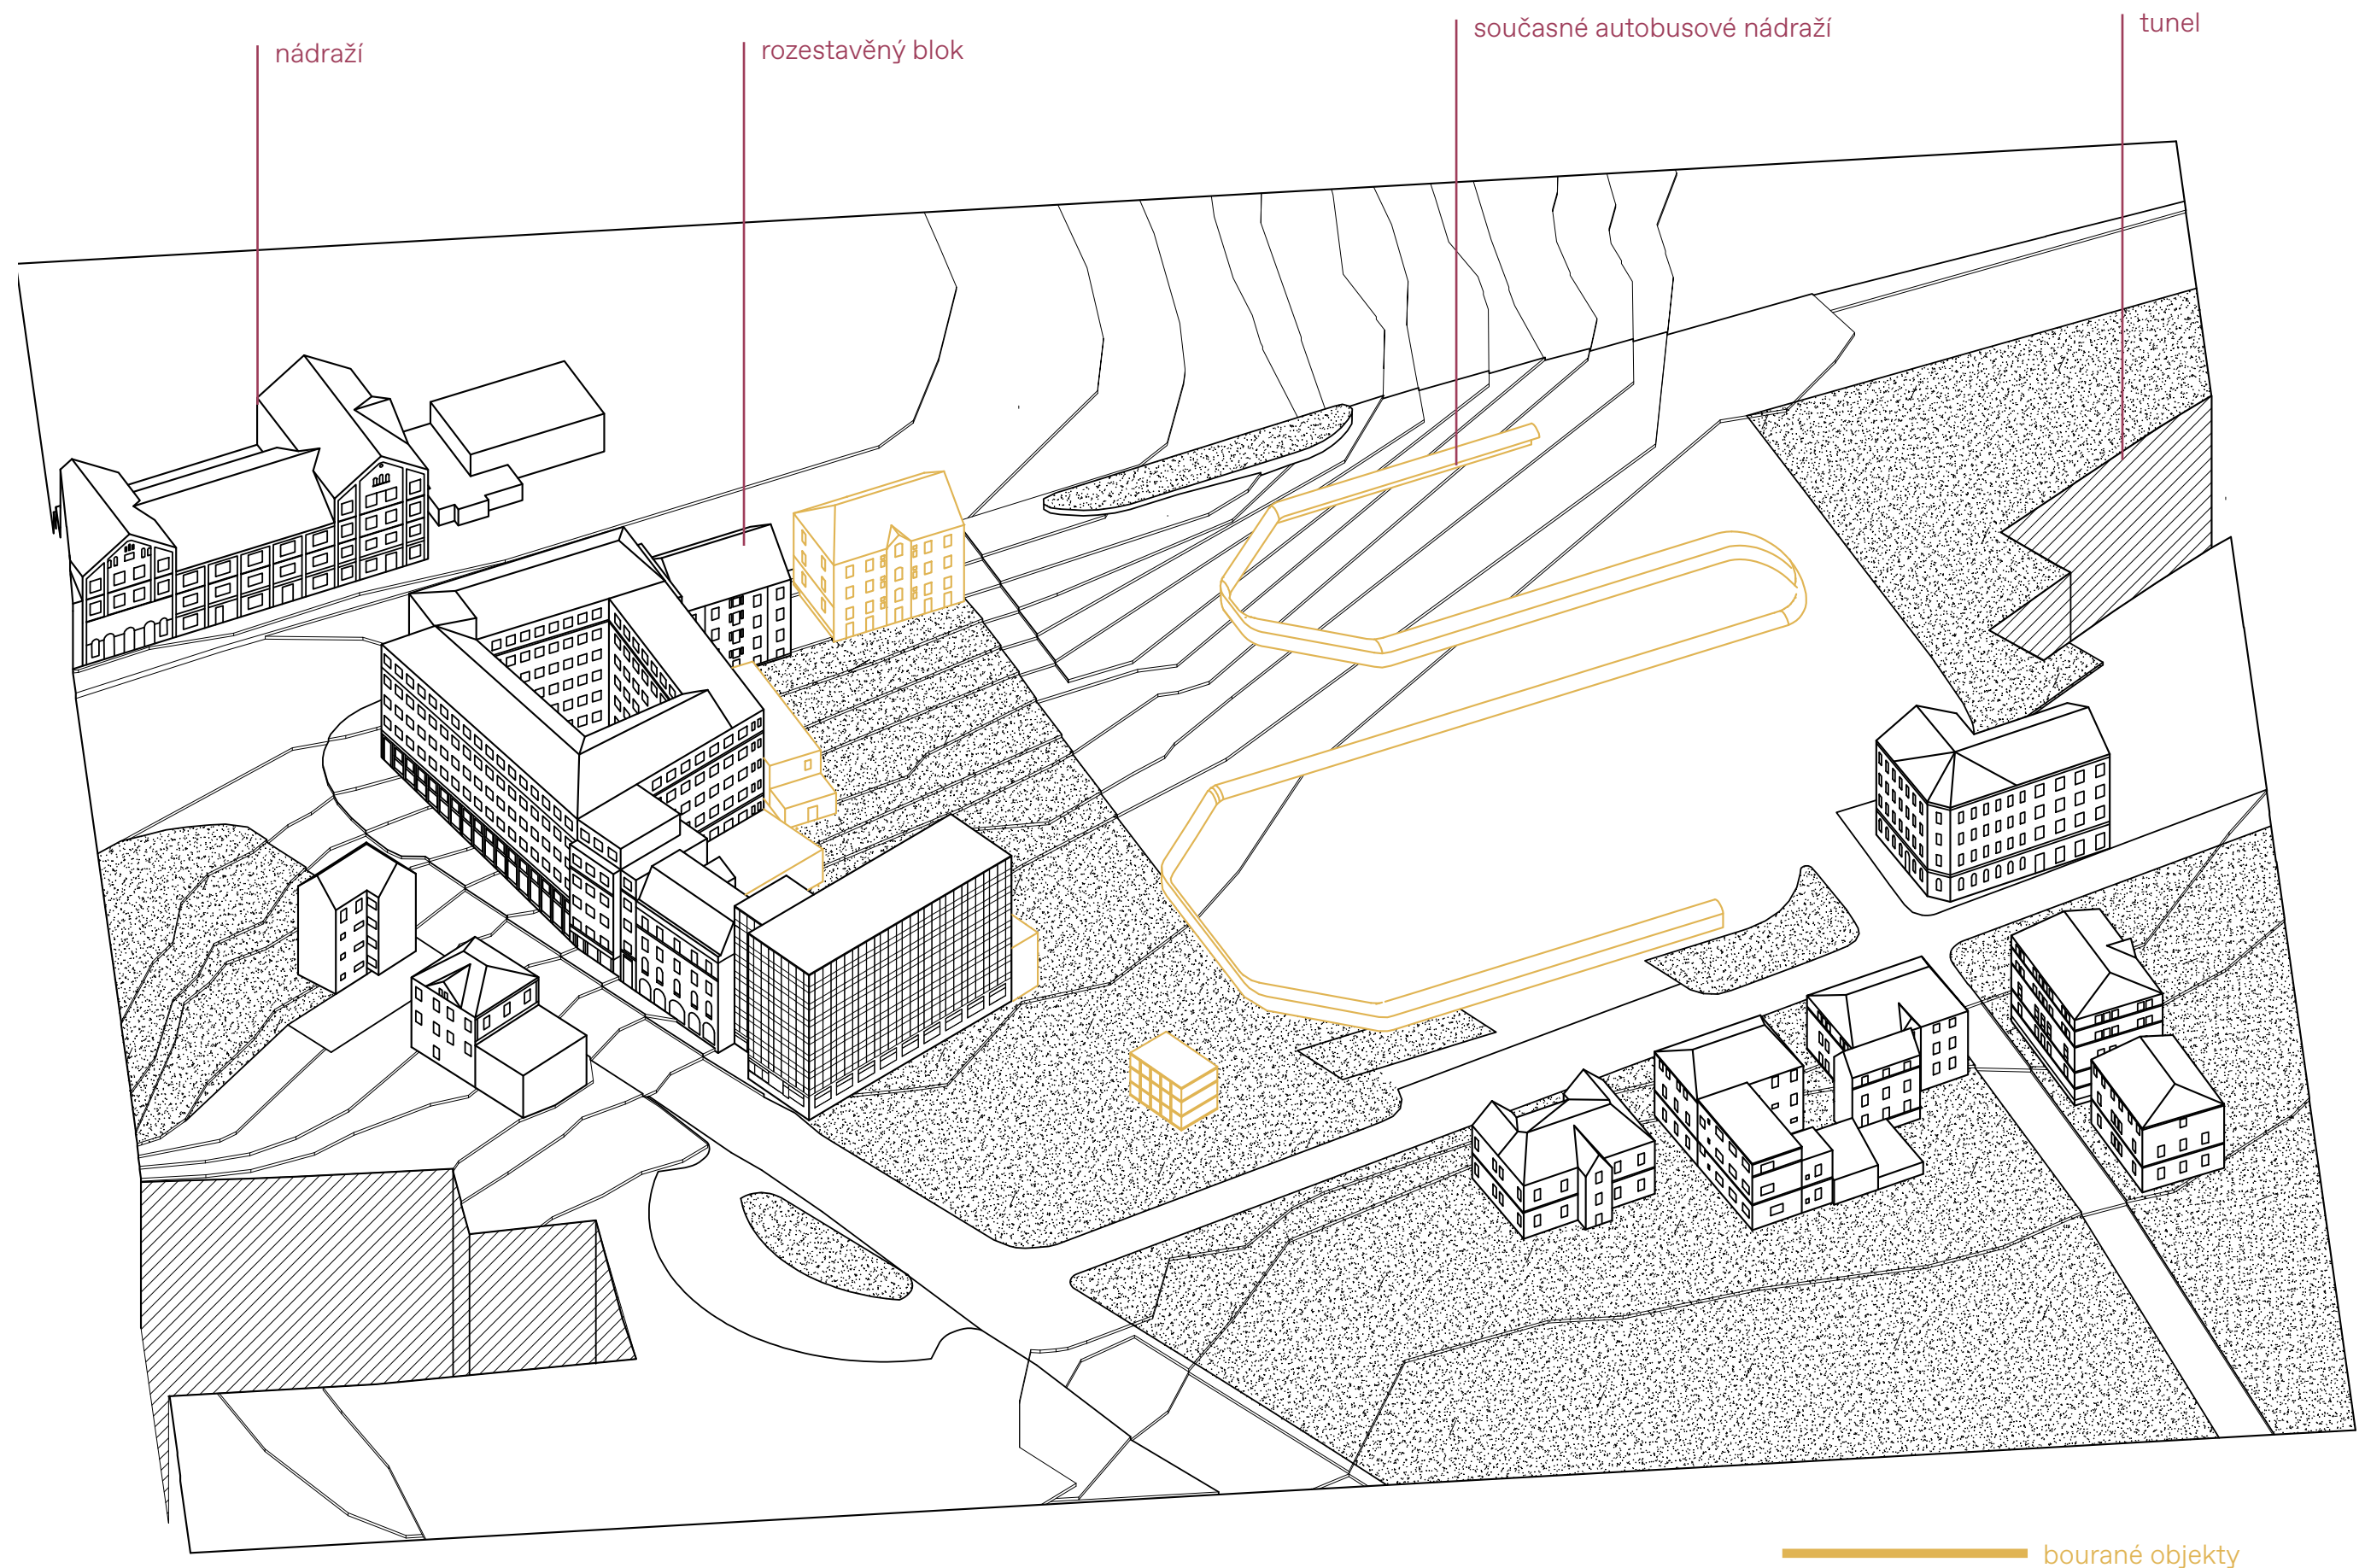 nádraží
rozestavěný blok
současné autobusové nádraží
tunel
bourané objekty